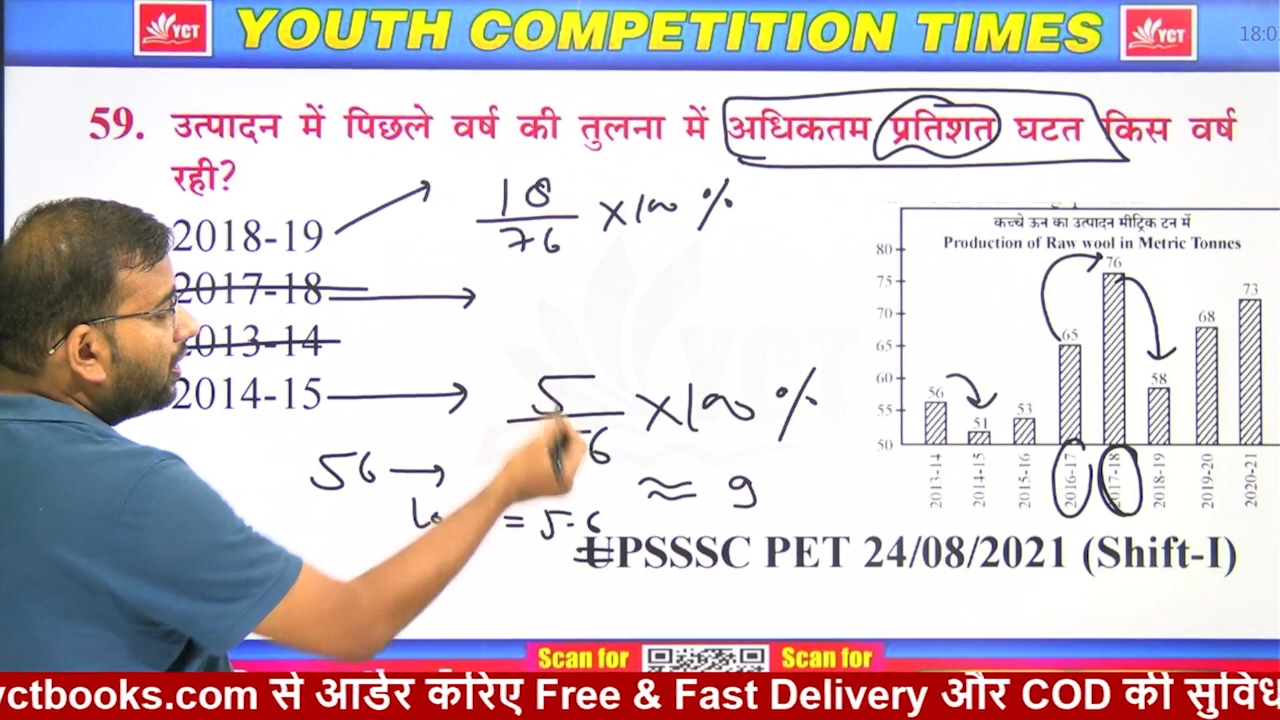 YCT YOUTH COMPETITION TIMES YCT
59. उत्पादन में पिछले वर्ष की तुलना में अधिकतम प्रतिशत घटत किस वर्ष
रही?
2018-19
18/76 ×100 %
2017-18
2013-14
2014-15
5/56 ×100 %
≈ 9
56 →
= 5.6
कच्चे ऊन का उत्पादन मीट्रिक टन में
Production of Raw wool in Metric Tonnes
80
75
70
65
60
55
50
56 51 53 65 76 58 68 73
2013-14 2014-15 2015-16 2016-17 2017-18 2018-19 2019-20 2020-21
UPSSSC PET 24/08/2021 (Shift-I)
Scan for Scan for
yctbooks.com से आर्डर करिए Free & Fast Delivery और COD की सुविध